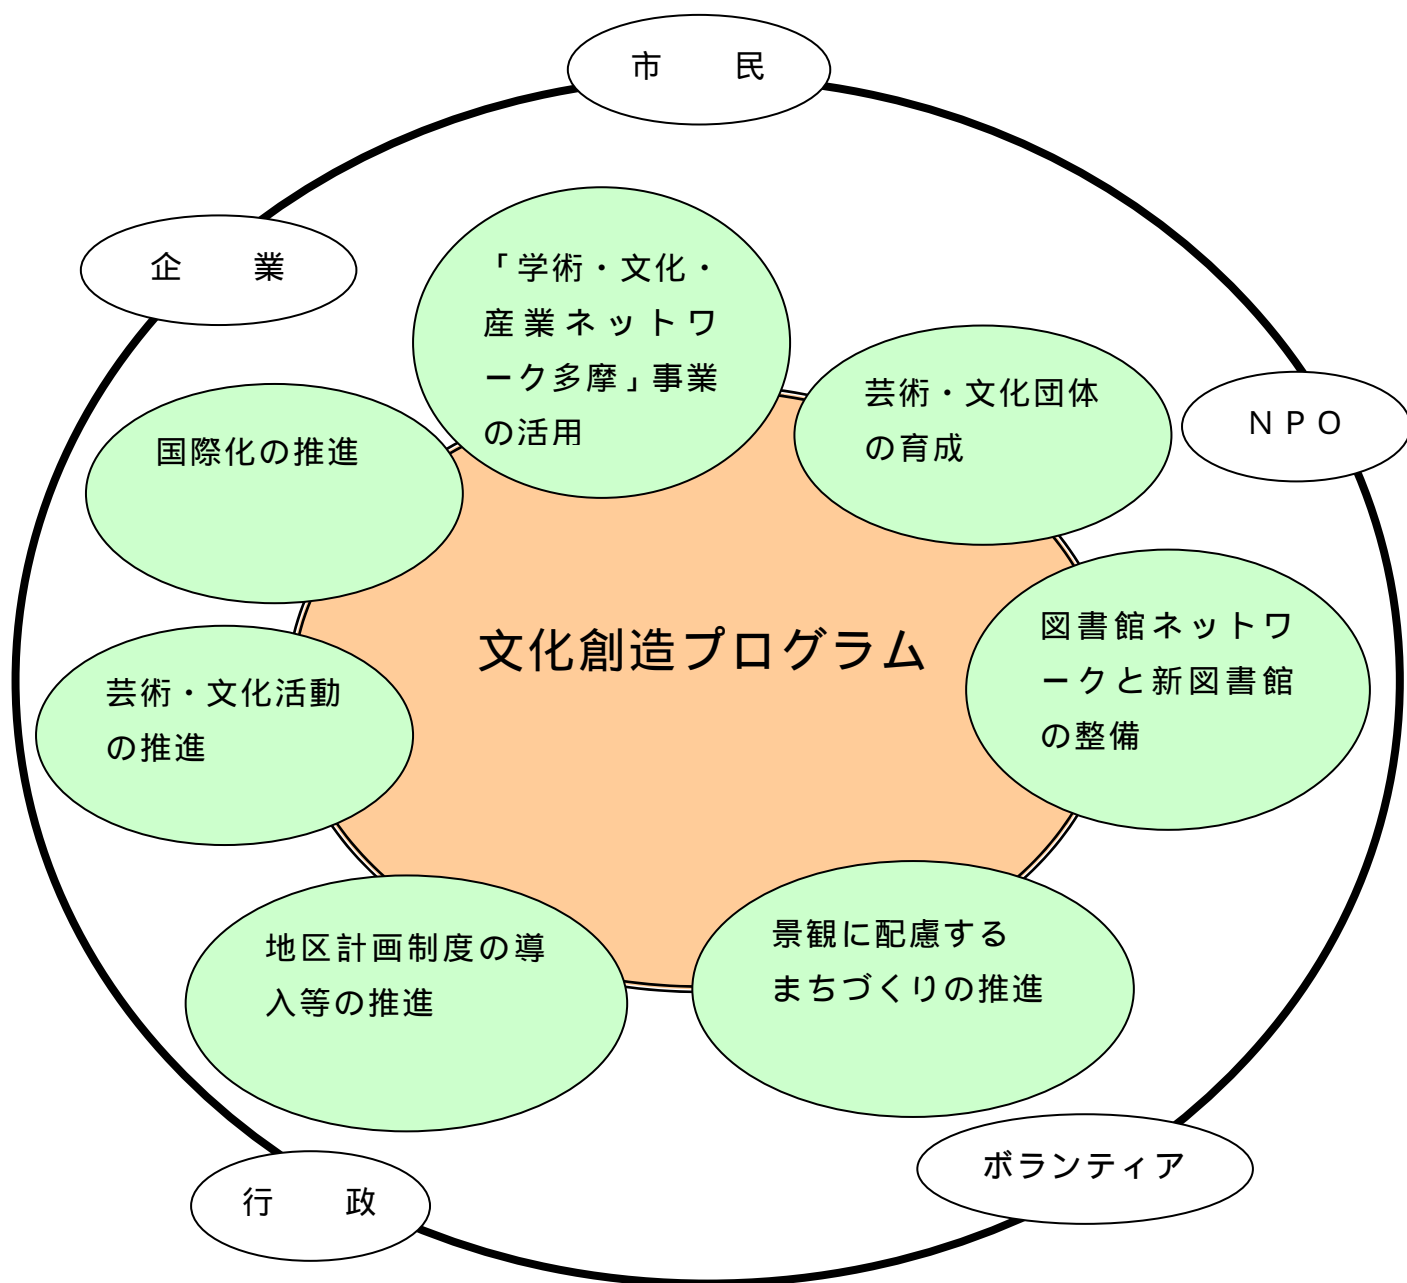 市　　民
企　　業
「学術・文化・
産業ネットワ
ーク多摩」事業
の活用
芸術・文化団体
の育成
ＮＰＯ
国際化の推進
文化創造プログラム
図書館ネットワ
ークと新図書館
の整備
芸術・文化活動
の推進
地区計画制度の導
入等の推進
景観に配慮する
まちづくりの推進
ボランティア
行　　政